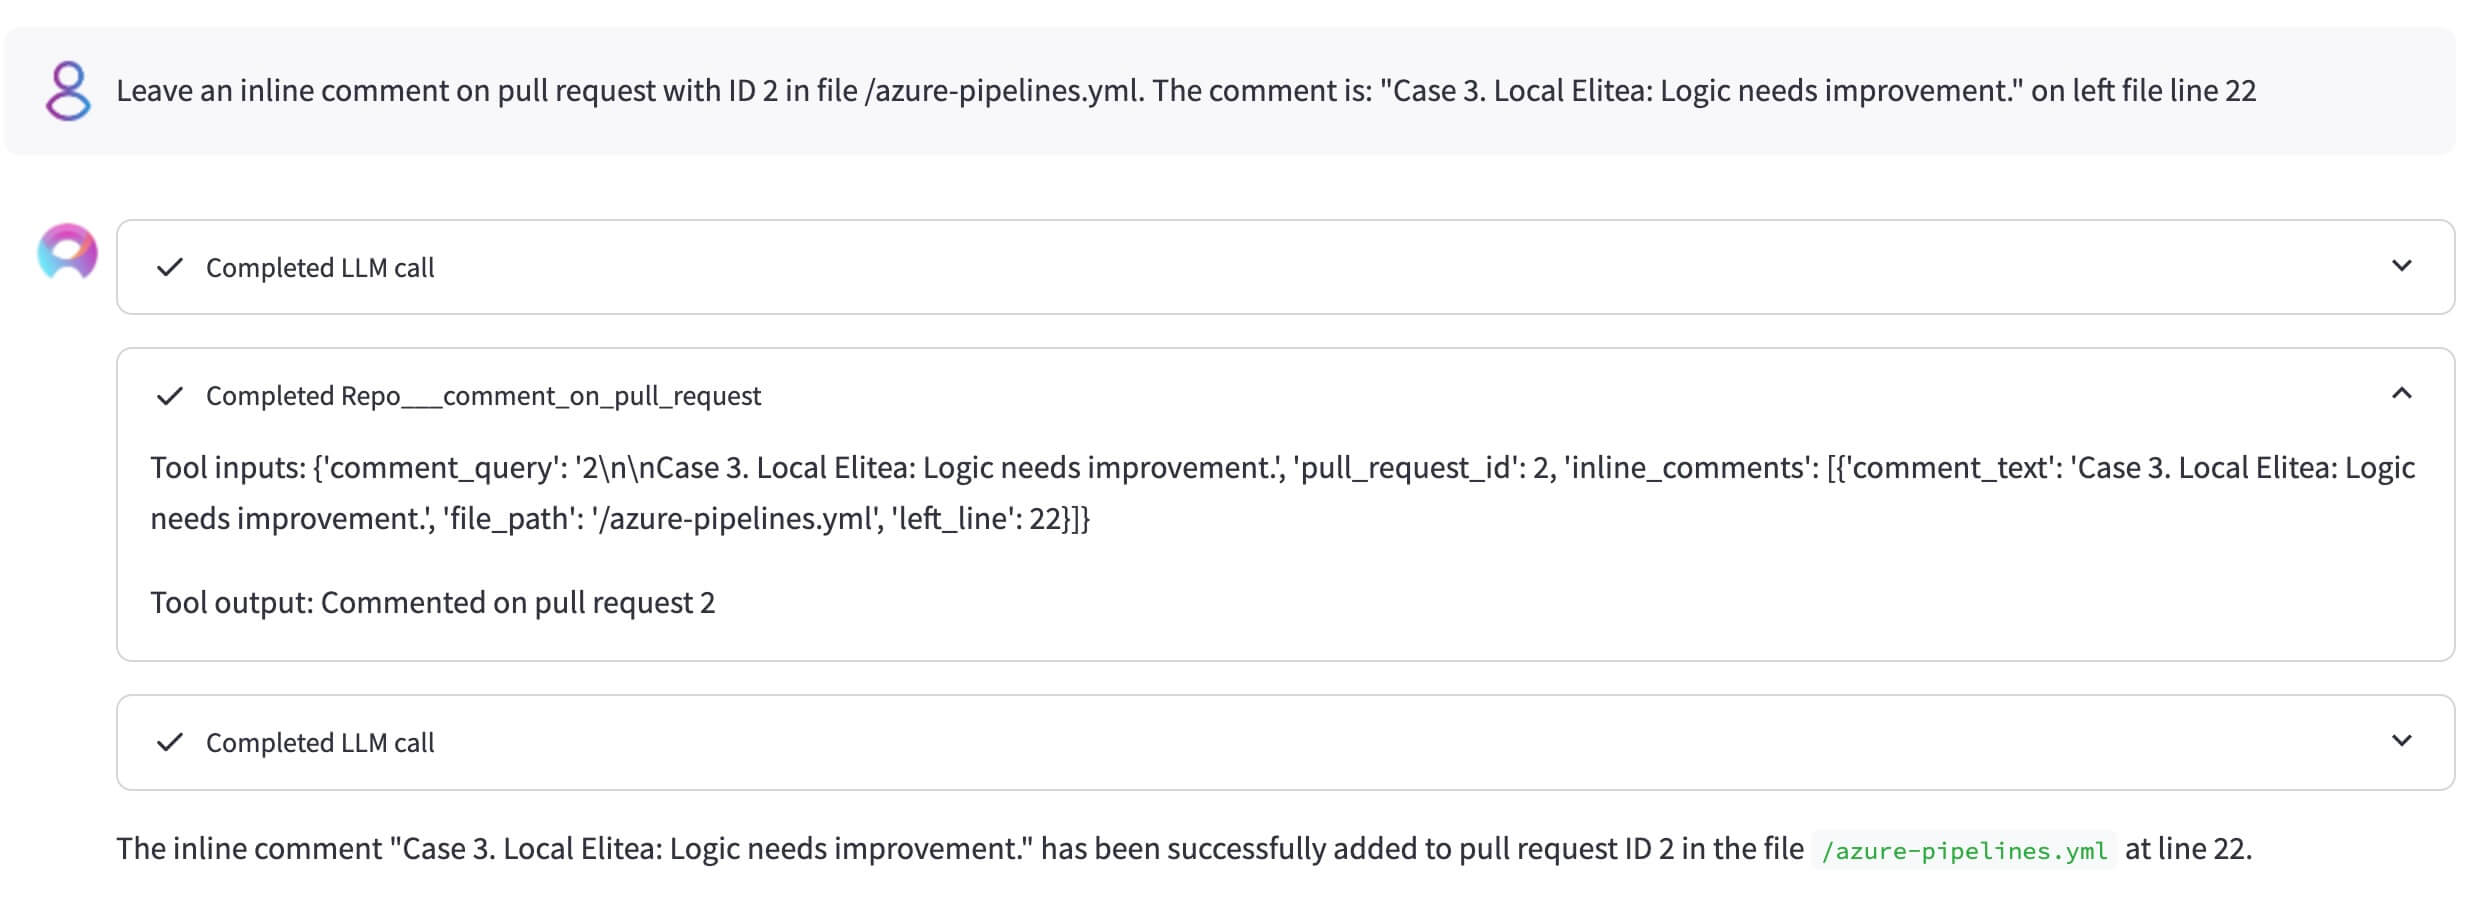 Leave an inline comment on pull request with ID 2 in file /azure-pipelines.yml. The comment is: "Case 3. Local Elitea: Logic needs improvement." on left file line 22
Completed LLM call
Completed Repo___comment_on_pull_request
Tool inputs: {'comment_query': '2\n\nCase 3. Local Elitea: Logic needs improvement.', 'pull_request_id': 2, 'inline_comments': [{'comment_text': 'Case 3. Local Elitea: Logic
needs improvement.', 'file_path': '/azure-pipelines.yml', 'left_line': 22}]}
Tool output: Commented on pull request 2
Completed LLM call
The inline comment "Case 3. Local Elitea: Logic needs improvement." has been successfully added to pull request ID 2 in the file /azure-pipelines.yml at line 22.